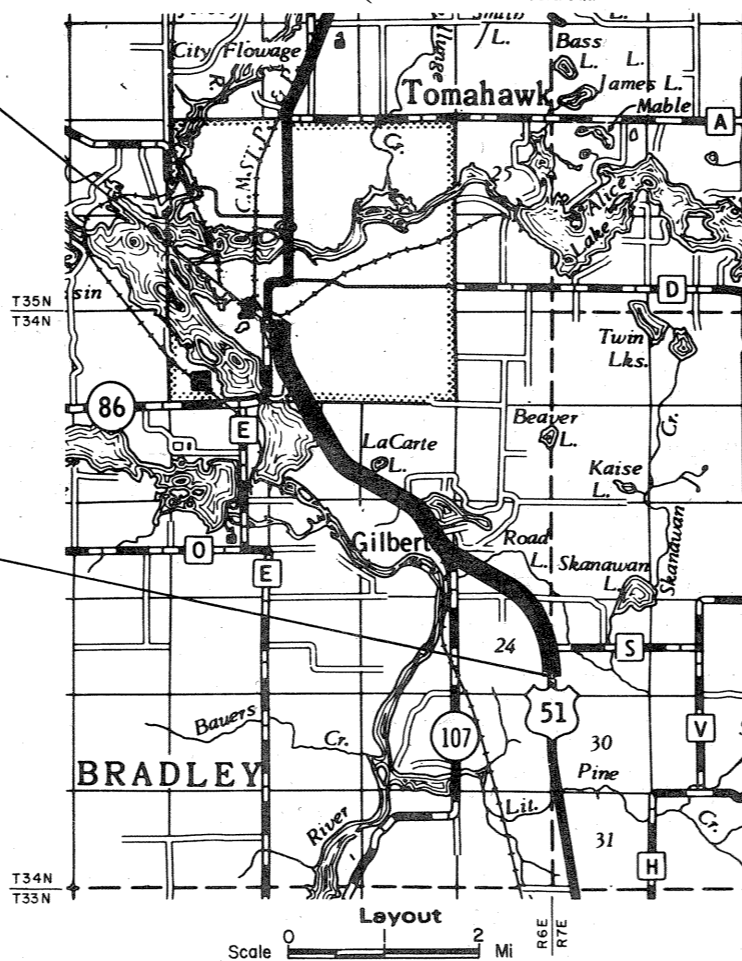 Smith
L.
L.
City Flowage
R.
Bass
L.
L.
James L.
Mable
Tomahawk
A
Cr.
C.M.ST.P.
25
Alice
Lake
D
T35N
T34N
sin
Twin
Lks.
86
E
Beaver
L.
LaCarte
L.
Kaise
L.
Cr.
Skanawan
Gilbert
Road
L.
Skanawan
L.
O
E
24
S
51
Bauers
Cr.
107
30
V
BRADLEY
Pine
Lit.
Cr.
River
31
H
T34N
T33N
Layout
R6E
R7E
Scale 0 2 Mi